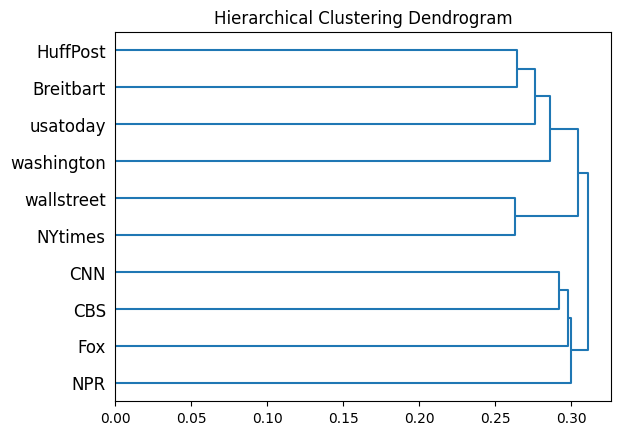 Hierarchical Clustering Dendrogram
HuffPost
Breitbart
usatoday
washington
wallstreet
NYtimes
CNN
CBS
Fox
NPR
0.00 0.05 0.10 0.15 0.20 0.25 0.30